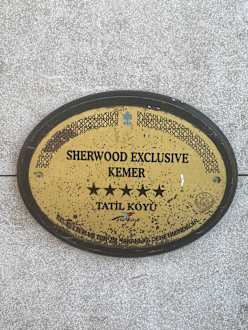 SHERWOOD EXCLUSIVE
KEMER
★★★★★
TATİL KÖYÜ